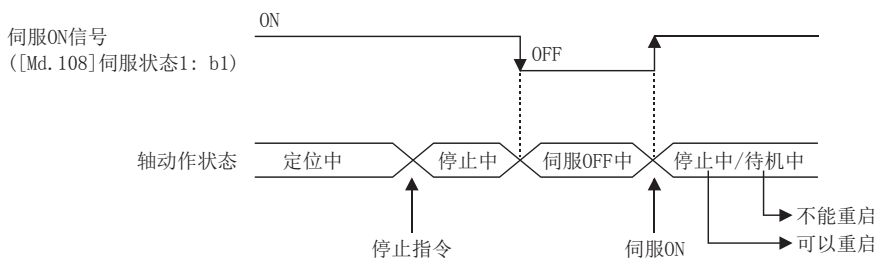 ON
伺服ON信号
([Md.108]伺服状态1: b1)
OFF
轴动作状态
定位中
停止中
伺服OFF中
停止中/待机中
不能重启
可以重启
停止指令
伺服ON